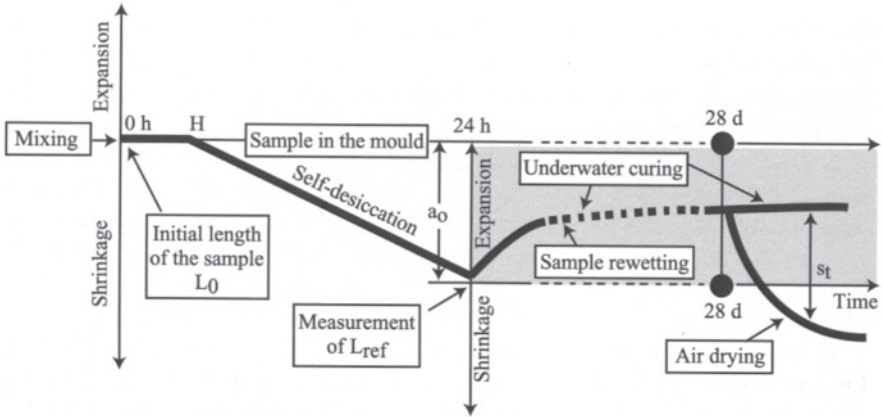 Expansion
Mixing
0 h
H
Sample in the mould
24 h
28 d
Self-desiccation
a₀
Expansion
Underwater curing
Shrinkage
Initial length
of the sample
L₀
Sample rewetting
sₜ
Time
28 d
Measurement
of Lref
Shrinkage
Air drying